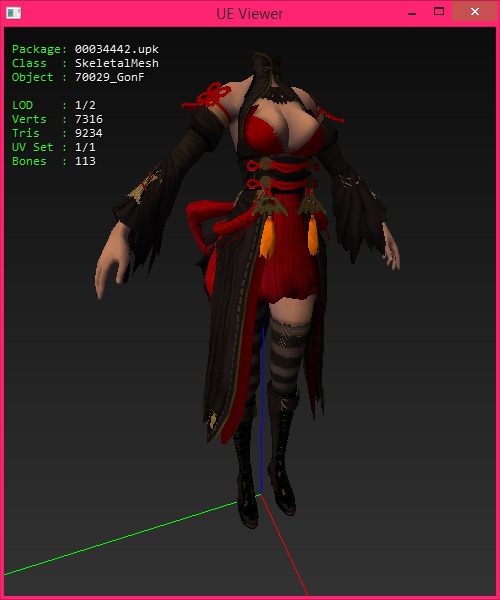 UE Viewer
Package: 00034442.upk
Class : SkeletalMesh
Object : 70029_GonF
LOD : 1/2
Verts : 7316
Tris : 9234
UV Set : 1/1
Bones : 113